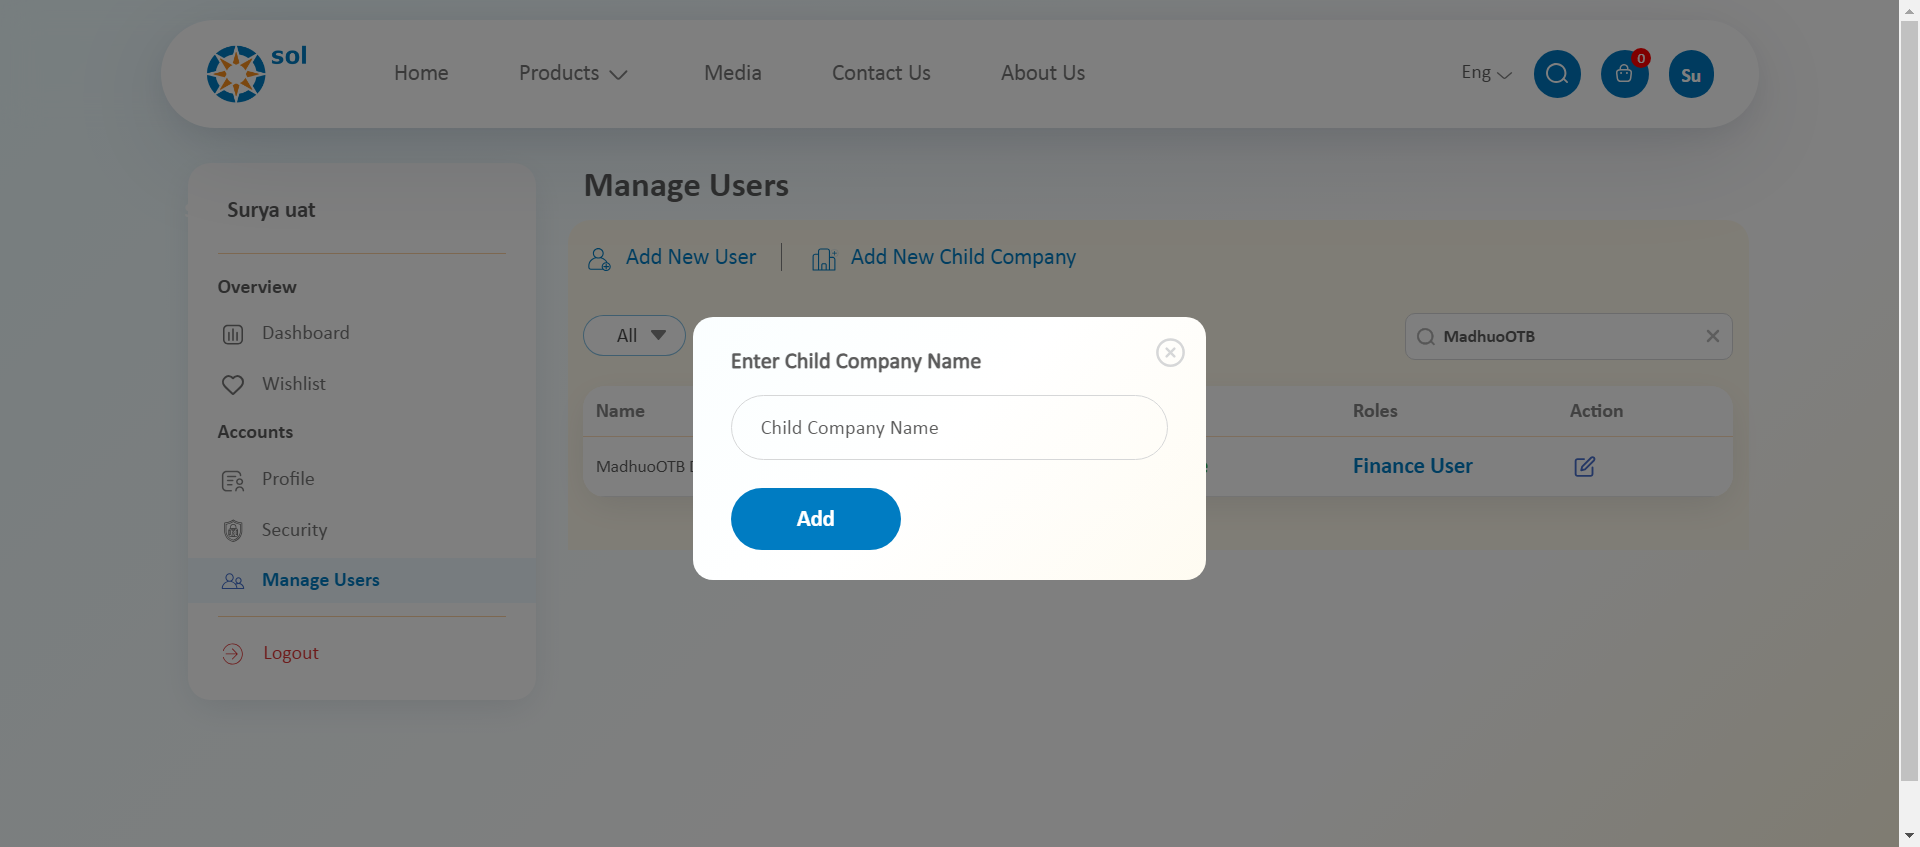 sol
Home Products Media Contact Us About Us Eng 0 Su
Surya uat
Overview
Dashboard
Wishlist
Accounts
Profile
Security
Manage Users
Logout
Manage Users
Add New User Add New Child Company
All MadhuoOTB
Name Roles Action
MadhuoOTB Finance User
Enter Child Company Name
Child Company Name
Add